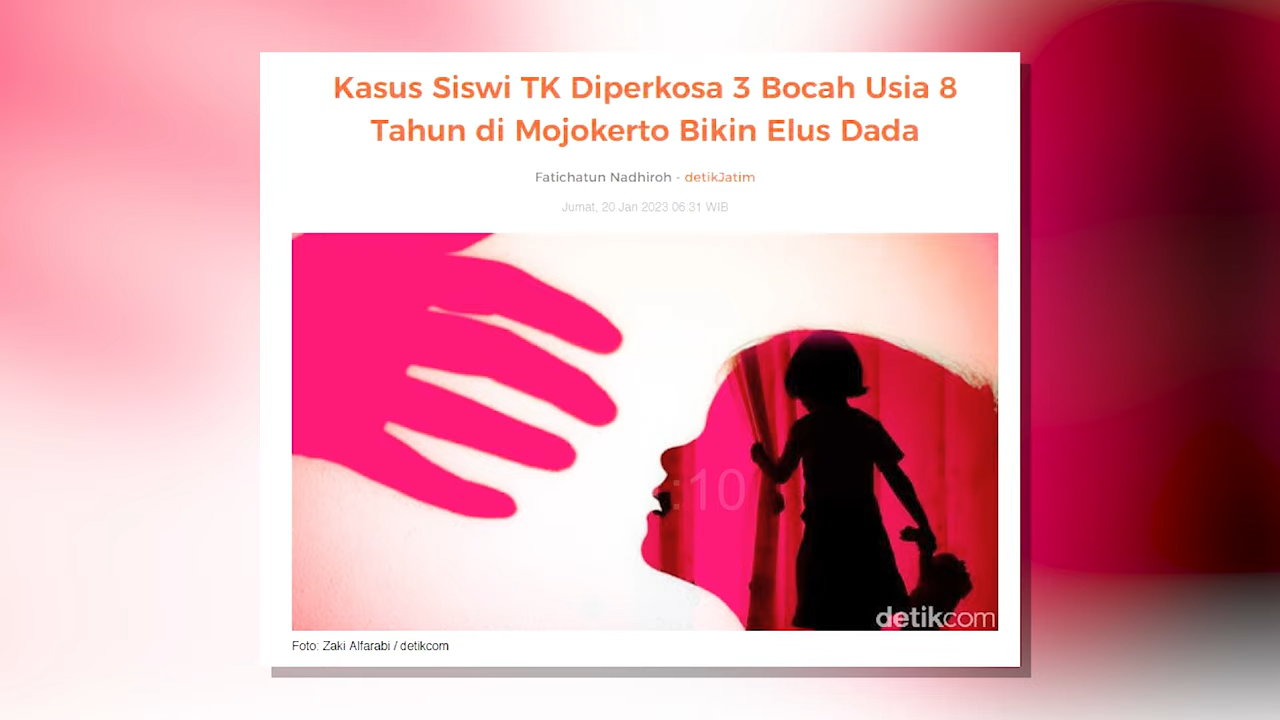 Kasus Siswi TK Diperkosa 3 Bocah Usia 8
Tahun di Mojokerto Bikin Elus Dada
Fatichatun Nadhiroh - detikJatim
Jumat, 20 Jan 2023 06:31 WIB
:10
detikcom
Foto: Zaki Alfarabi / detikcom